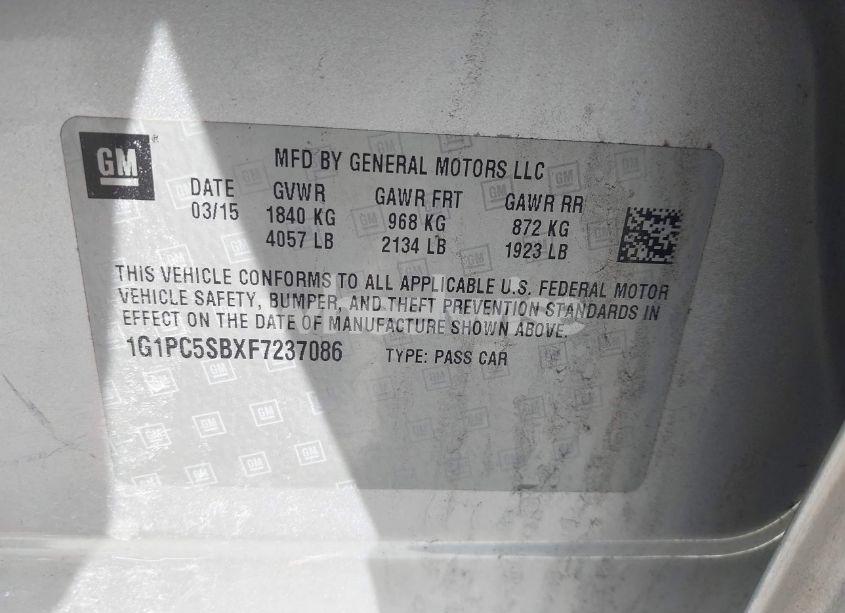 GM
MFD BY GENERAL MOTORS LLC
DATE GVWR GAWR FRT GAWR RR
03/15 1840 KG 968 KG 872 KG
4057 LB 2134 LB 1923 LB
THIS VEHICLE CONFORMS TO ALL APPLICABLE U.S. FEDERAL MOTOR
VEHICLE SAFETY, BUMPER, AND THEFT PREVENTION STANDARDS IN
EFFECT ON THE DATE OF MANUFACTURE SHOWN ABOVE.
1G1PC5SBXF7237086 TYPE: PASS CAR